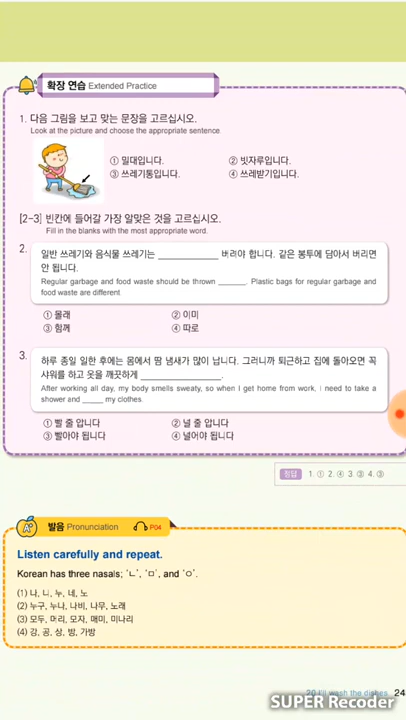 확장 연습 Extended Practice
1. 다음 그림을 보고 맞는 문장을 고르십시오.
Look at the picture and choose the appropriate sentence
① 밀대입니다. ② 빗자루입니다.
③ 쓰레기통입니다. ④ 쓰레받기입니다.
[2-3] 빈칸에 들어갈 가장 알맞은 것을 고르십시오.
Fill in the blanks with the most appropriate word.
2. 일반 쓰레기와 음식물 쓰레기는 ____________ 버려야 합니다. 같은 봉투에 담아서 버리면
안 됩니다.
Regular garbage and food waste should be thrown ______. Plastic bags for regular garbage and
food waste are different
① 몰래 ② 이미
③ 함께 ④ 따로
3. 하루 종일 일한 후에는 몸에서 땀 냄새가 많이 납니다. 그러니까 퇴근하고 집에 돌아오면 꼭
샤워를 하고 옷을 깨끗하게 ________________.
After working all day, my body smells sweaty, so when I get home from work, I need to take a
shower and _____ my clothes
① 빨 줄 압니다 ② 널 줄 압니다
③ 빨아야 됩니다 ④ 널어야 됩니다
정답 1. ① 2. ④ 3. ③ 4. ③
A+ 발음 Pronunciation P04
Listen carefully and repeat.
Korean has three nasals; ‘ㄴ’, ‘ㅁ’, and ‘ㅇ’.
(1) 나, 니, 누, 네, 노
(2) 누구, 누나, 나비, 나무, 노래
(3) 모두, 머리, 모자, 매미, 미나리
(4) 강, 공, 상, 방, 가방
20 I'll wash the dishes 24
SUPER Recoder